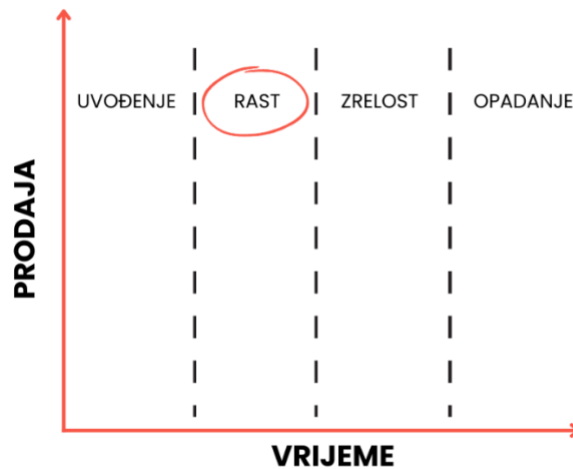 UVOĐENJE
RAST
ZRELOST
OPADANJE
PRODAJA
VRIJEME